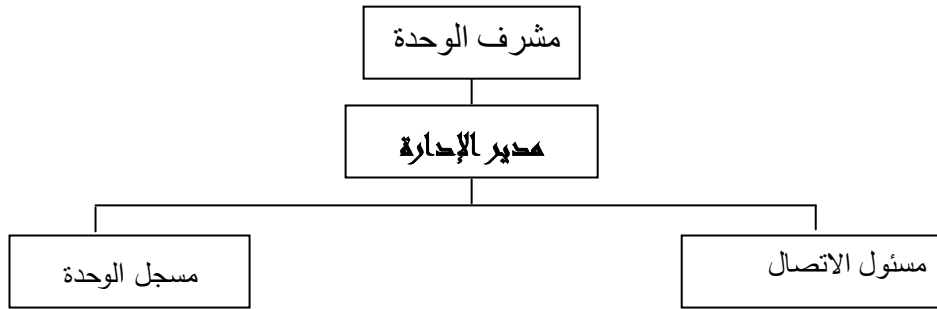 مشرف الوحدة
مدير الإدارة
مسئول الاتصال
مسجل الوحدة